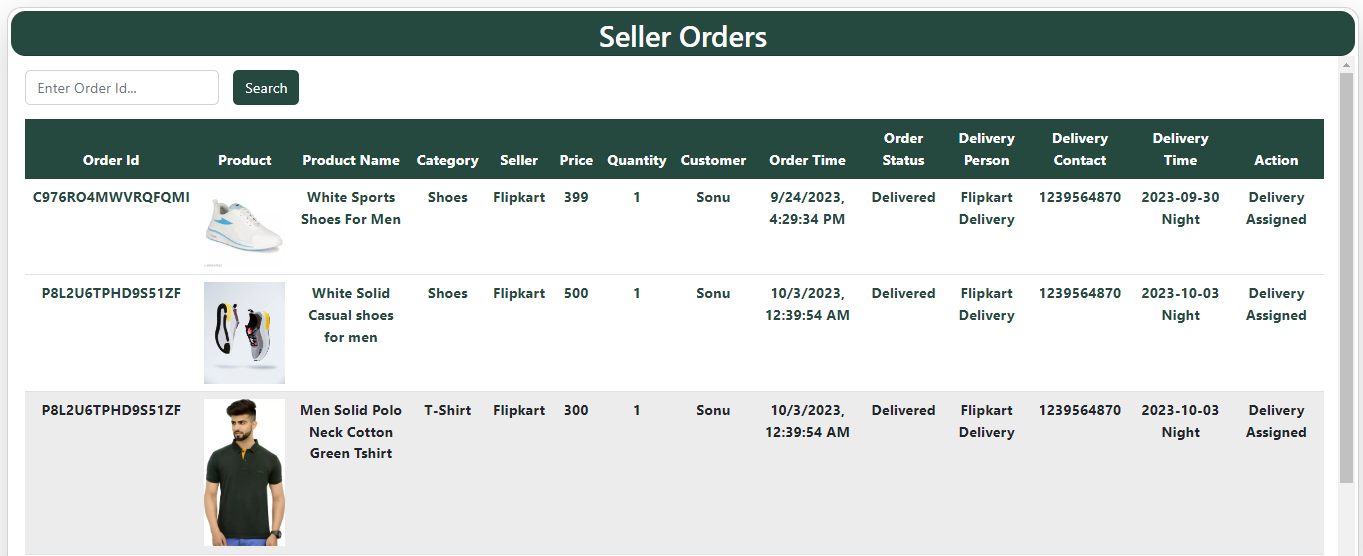 Seller Orders
Enter Order Id...
Search
Order Id Product Product Name Category Seller Price Quantity Customer Order Time Order Status Delivery Person Delivery Contact Delivery Time Action
C976RO4MWVRQFQMI White Sports Shoes For Men Shoes Flipkart 399 1 Sonu 9/24/2023, 4:29:34 PM Delivered Flipkart Delivery 1239564870 2023-09-30 Night Delivery Assigned
P8L2U6TPHD9S51ZF White Solid Casual shoes for men Shoes Flipkart 500 1 Sonu 10/3/2023, 12:39:54 AM Delivered Flipkart Delivery 1239564870 2023-10-03 Night Delivery Assigned
P8L2U6TPHD9S51ZF Men Solid Polo Neck Cotton Green Tshirt T-Shirt Flipkart 300 1 Sonu 10/3/2023, 12:39:54 AM Delivered Flipkart Delivery 1239564870 2023-10-03 Night Delivery Assigned